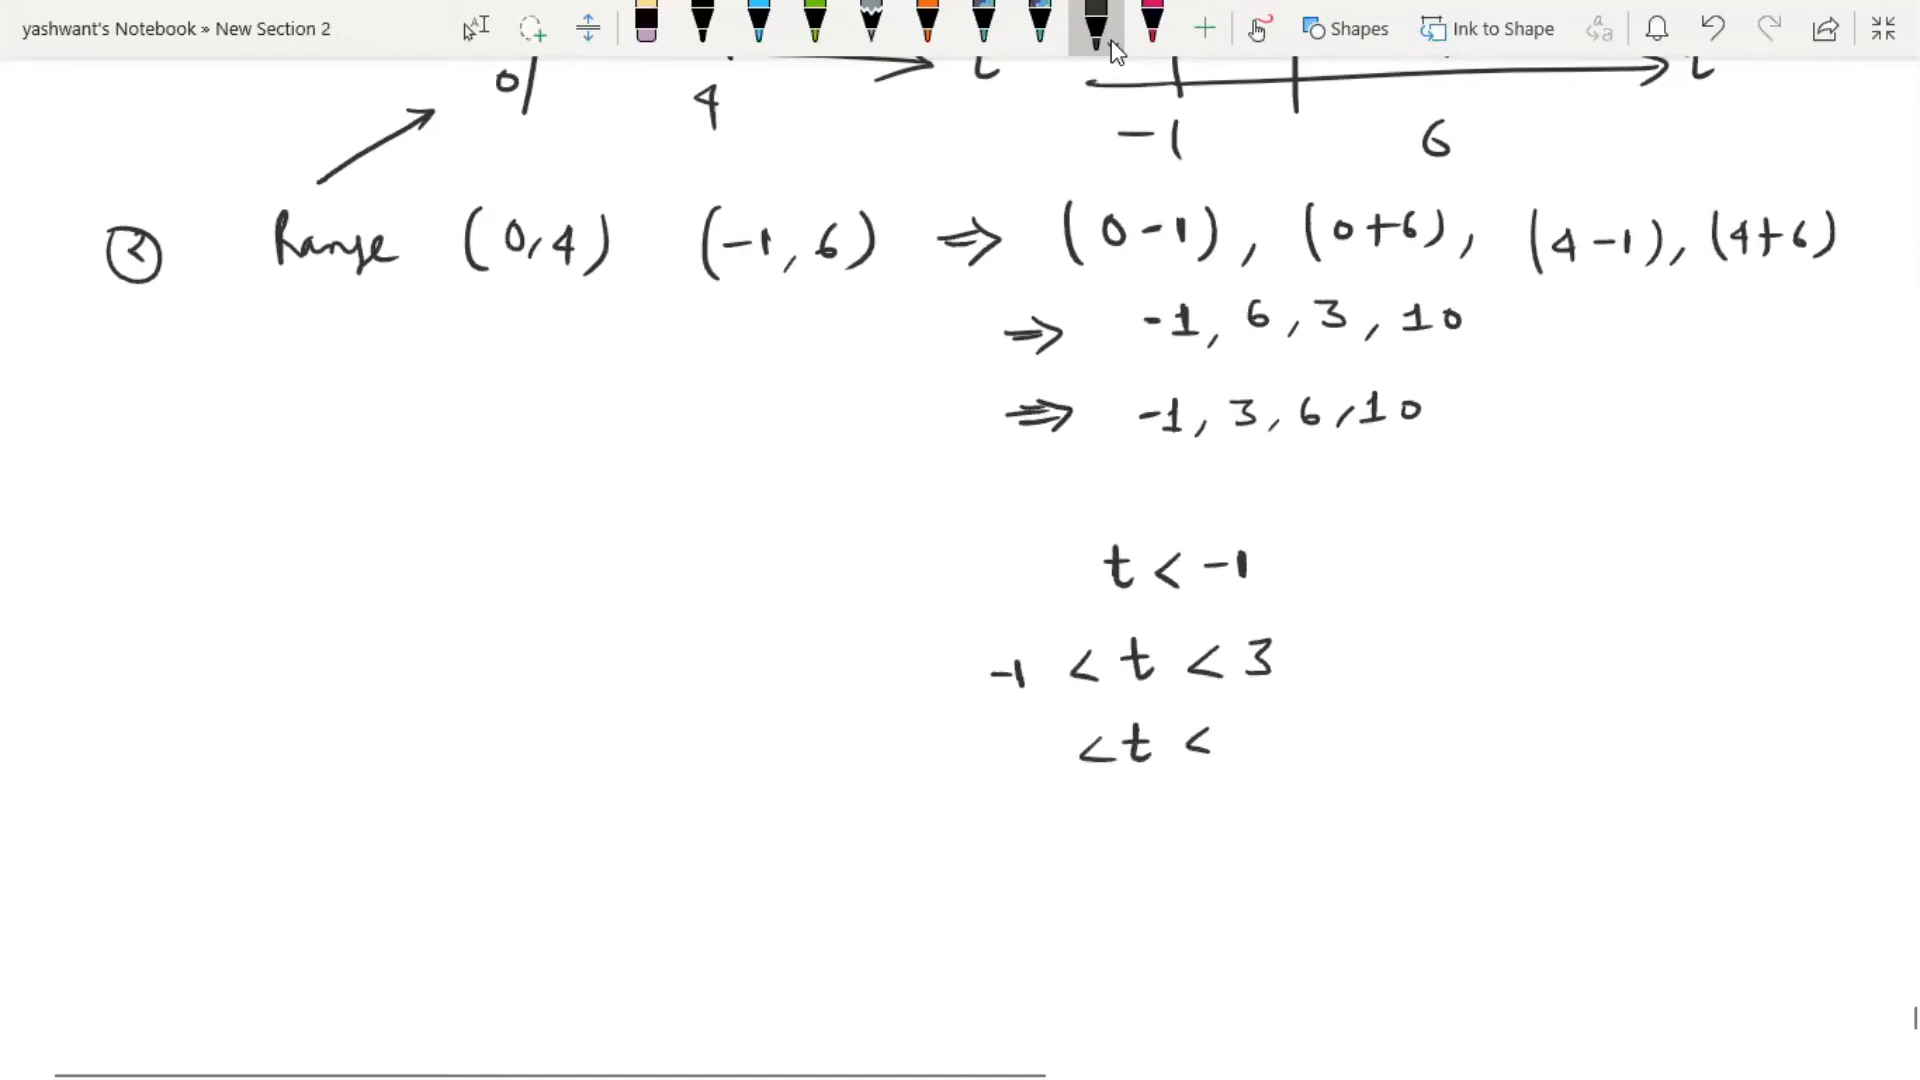 yashwant's Notebook » New Section 2
Shapes
Ink to Shape
0
4
t
-1
6
t
② Range (0,4) (-1,6) ⇒ (0-1), (0+6), (4-1), (4+6)
⇒ -1, 6, 3, 10
⇒ -1, 3, 6, 10
t < -1
-1 < t < 3
< t <